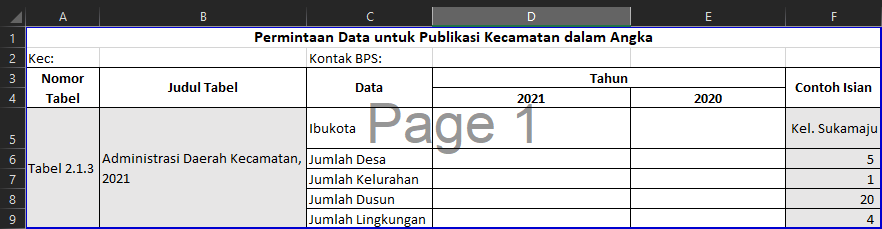 A B C D E F
1 Permintaan Data untuk Publikasi Kecamatan dalam Angka
2 Kec: Kontak BPS:
3 Nomor Tabel Judul Tabel Data Tahun Contoh Isian
4 2021 2020
Page 1
5 Ibukota Kel. Sukamaju
Tabel 2.1.3 Administrasi Daerah Kecamatan, 2021
6 Jumlah Desa 5
7 Jumlah Kelurahan 1
8 Jumlah Dusun 20
9 Jumlah Lingkungan 4